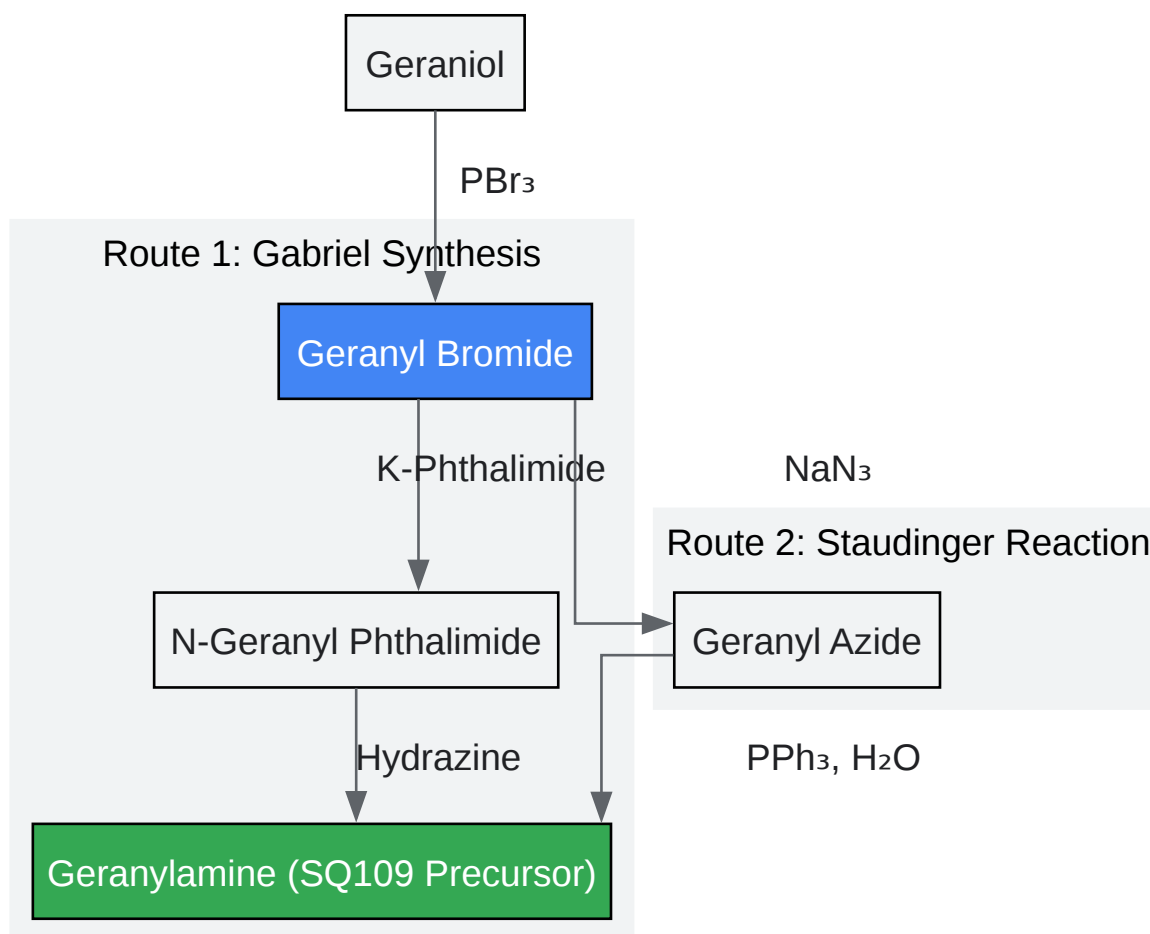 Geraniol
PBr₃
Route 1: Gabriel Synthesis
Geranyl Bromide
K-Phthalimide
NaN₃
Route 2: Staudinger Reaction
N-Geranyl Phthalimide
Geranyl Azide
Hydrazine
PPh₃, H₂O
Geranylamine (SQ109 Precursor)